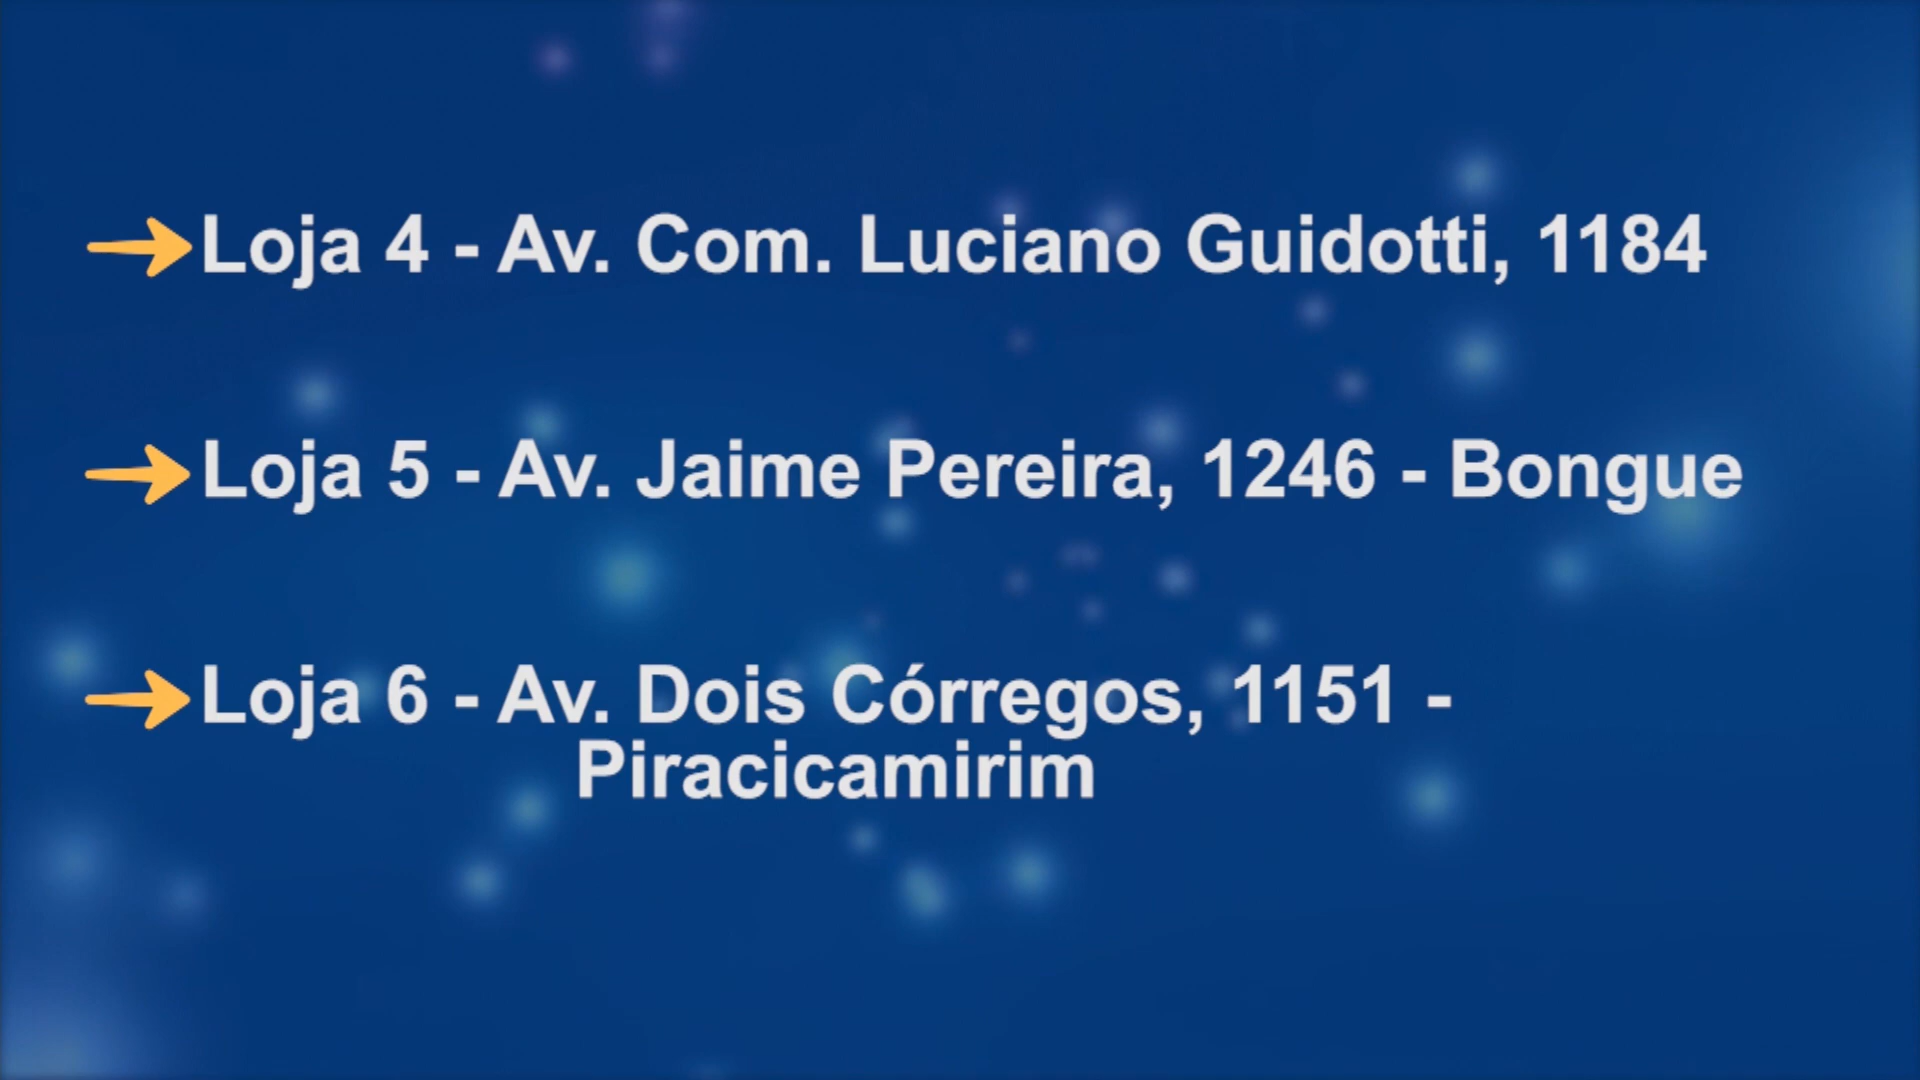 Loja 4 - Av. Com. Luciano Guidotti, 1184
Loja 5 - Av. Jaime Pereira, 1246 - Bongue
Loja 6 - Av. Dois Córregos, 1151 -
Piracicamirim